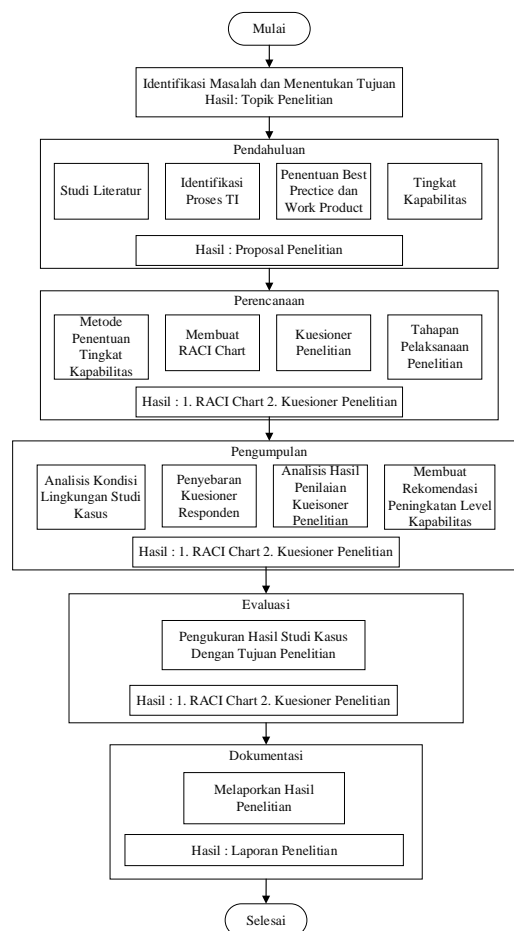 Mulai
Identifikasi Masalah dan Menentukan Tujuan
Hasil: Topik Penelitian
Pendahuluan
Studi Literatur
Identifikasi
Proses TI
Penentuan Best
Prectice dan
Work Product
Tingkat
Kapabilitas
Hasil : Proposal Penelitian
Perencanaan
Metode
Penentuan
Tingkat
Kapabilitas
Membuat
RACI Chart
Kuesioner
Penelitian
Tahapan
Pelaksanaan
Penelitian
Hasil : 1. RACI Chart 2. Kuesioner Penelitian
Pengumpulan
Analisis Kondisi
Lingkungan Studi
Kasus
Penyebaran
Kuesioner
Responden
Analisis Hasil
Penilaian
Kueisoner
Penelitian
Membuat
Rekomendasi
Peningkatan Level
Kapabilitas
Hasil : 1. RACI Chart 2. Kuesioner Penelitian
Evaluasi
Pengukuran Hasil Studi Kasus
Dengan Tujuan Penelitian
Hasil : 1. RACI Chart 2. Kuesioner Penelitian
Dokumentasi
Melaporkan Hasil
Penelitian
Hasil : Laporan Penelitian
Selesai